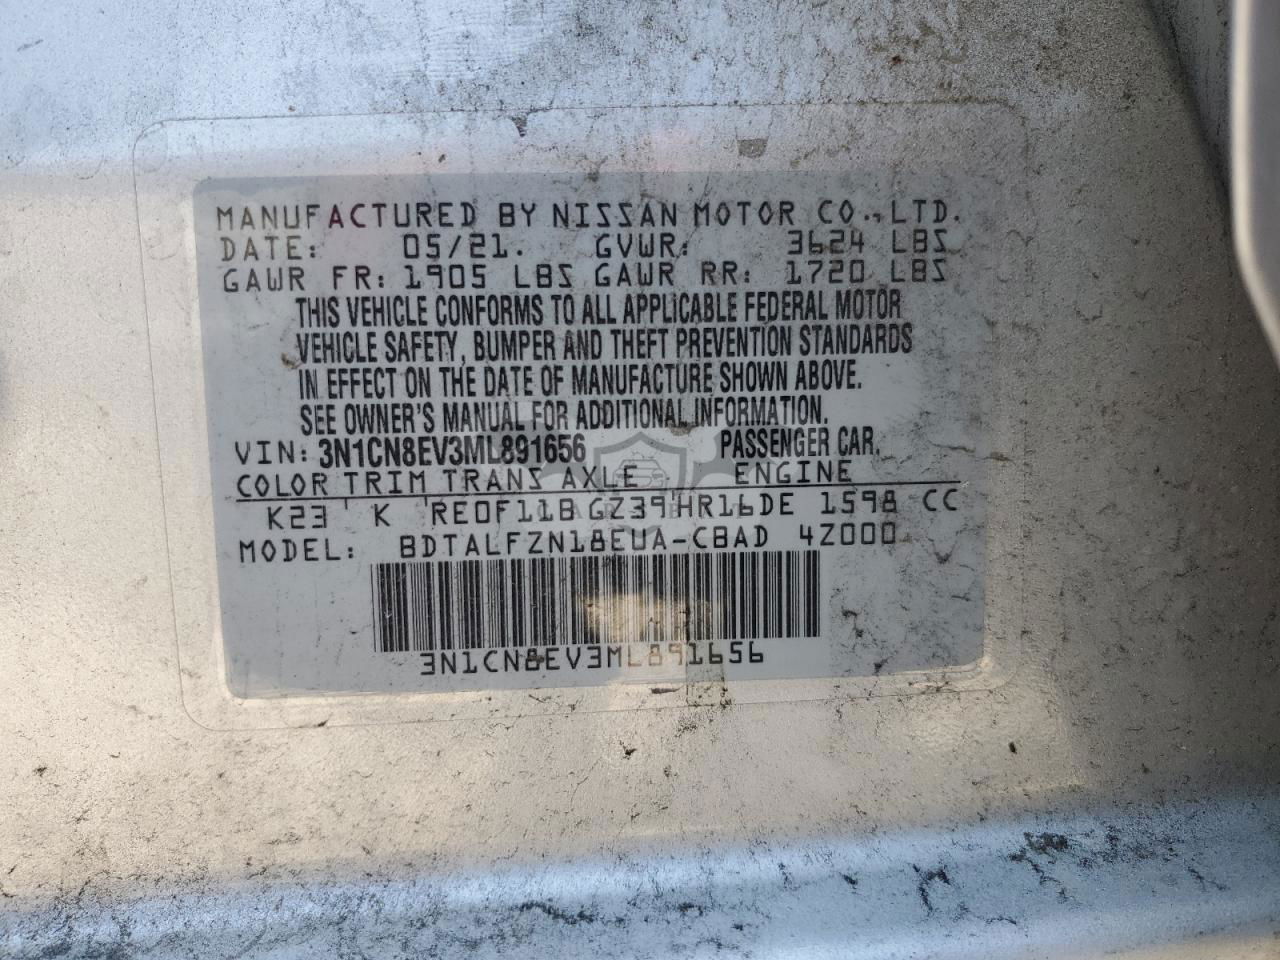 MANUFACTURED BY NISSAN MOTOR CO., LTD.
DATE: 05/21. GVWR: 3624 LBS
GAWR FR: 1905 LBS GAWR RR: 1720 LBS
THIS VEHICLE CONFORMS TO ALL APPLICABLE FEDERAL MOTOR
VEHICLE SAFETY, BUMPER AND THEFT PREVENTION STANDARDS
IN EFFECT ON THE DATE OF MANUFACTURE SHOWN ABOVE.
SEE OWNER'S MANUAL FOR ADDITIONAL INFORMATION.
VIN: 3N1CN8EV3ML891656 PASSENGER CAR.
COLOR TRIM TRANS AXLE ENGINE
K23 K RE0F11B GZ39 HR16DE 1598 CC
MODEL: BDTALFZN18EUA-CBAD 4Z000
3N1CN8EV3ML891656